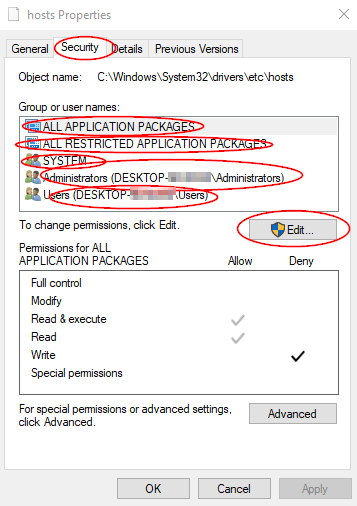 hosts Properties
General Security Details Previous Versions
Object name: C:\Windows\System32\drivers\etc\hosts
Group or user names:
ALL APPLICATION PACKAGES
ALL RESTRICTED APPLICATION PACKAGES
SYSTEM
Administrators (DESKTOP-\Administrators)
Users (DESKTOP-\Users)
To change permissions, click Edit.
Edit...
Permissions for ALL
APPLICATION PACKAGES Allow Deny
Full control
Modify
Read & execute
Read
Write
Special permissions
For special permissions or advanced settings,
click Advanced.
Advanced
OK Cancel Apply